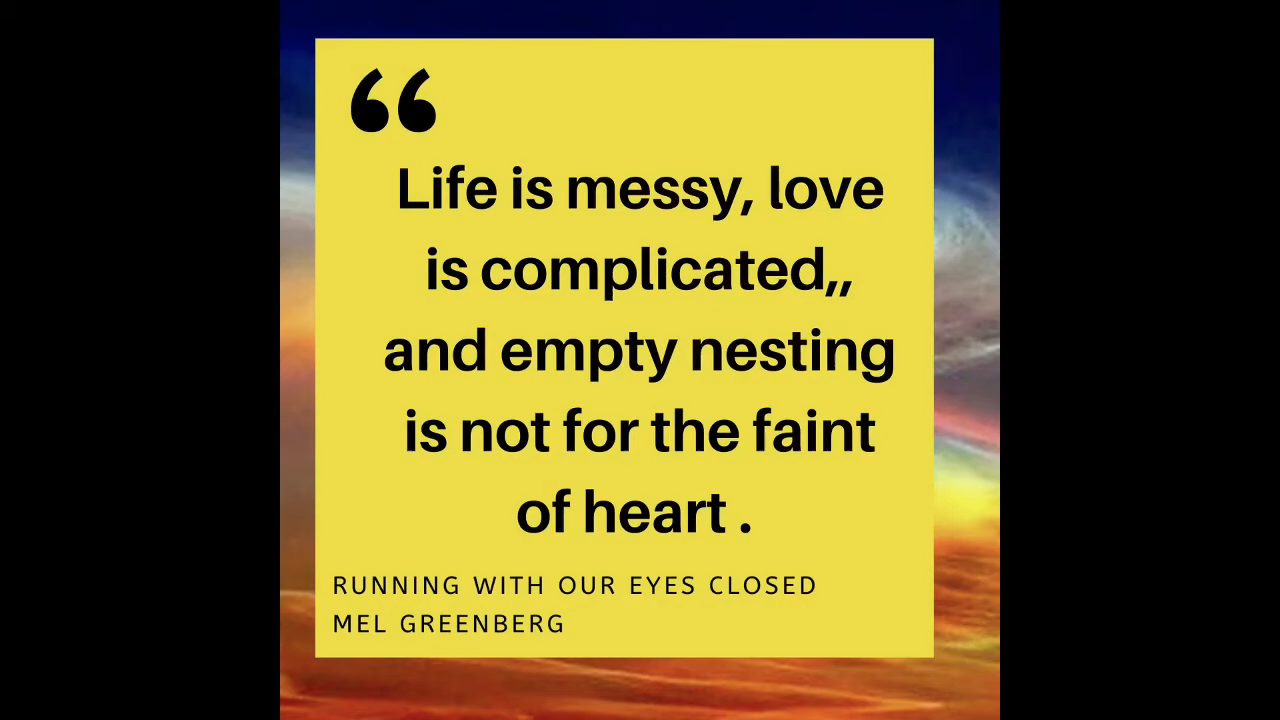 “
Life is messy, love
is complicated,,
and empty nesting
is not for the faint
of heart .
RUNNING WITH OUR EYES CLOSED
MEL GREENBERG